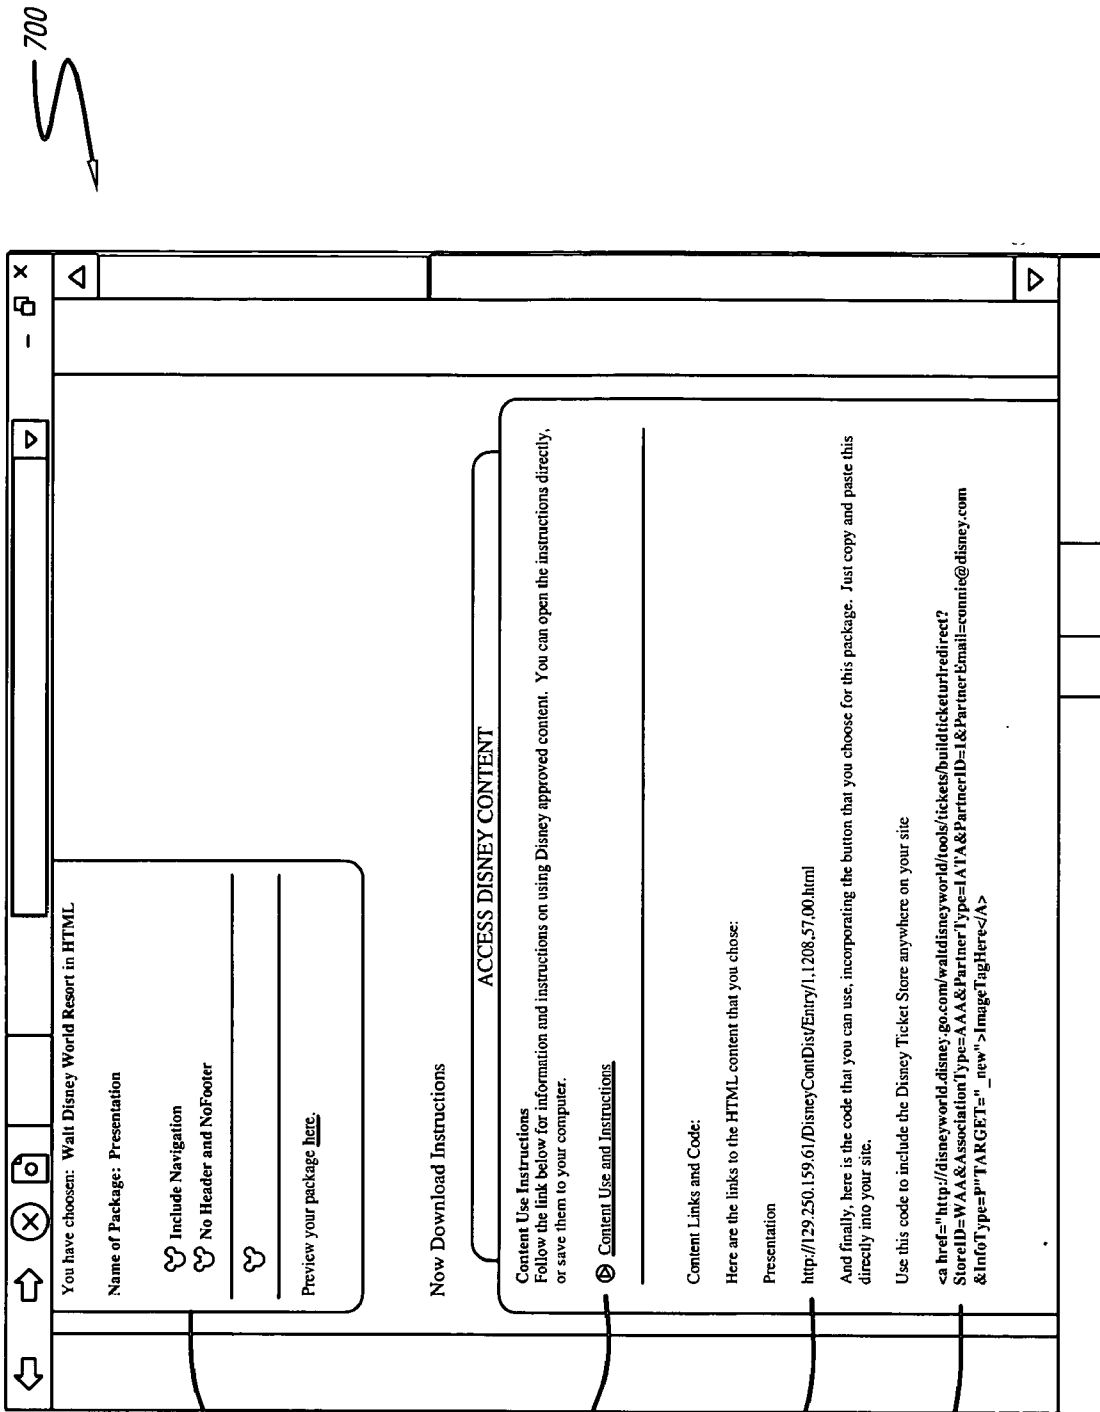 700
You have choosen: Walt Disney World Resort in HTML
Name of Package: Presentation
Include Navigation
No Header and NoFooter
Preview your package here.
Now Download Instructions
ACCESS DISNEY CONTENT
Content Use Instructions
Follow the link below for information and instructions on using Disney approved content. You can open the instructions directly,
or save them to your computer.
Content Use and Instructions
Content Links and Code:
Here are the links to the HTML content that you chose:
Presentation
http://129.250.159.61/DisneyContDist/Entry/1,1208,57,00.html
And finally, here is the code that you can use, incorporating the button that you choose for this package. Just copy and paste this
directly into your site.
Use this code to include the Disney Ticket Store anywhere on your site
<a href="http://disneyworld.disney.go.com/waltdisneyworld/tools/tickets/buildticketurlredirect?
StoreID=WAA&AssociationType=AAA&PartnerType=IATA&PartnerID=1&PartnerEmail=connie@disney.com
&InfoType=P"TARGET="_new">ImageTagHere</A>